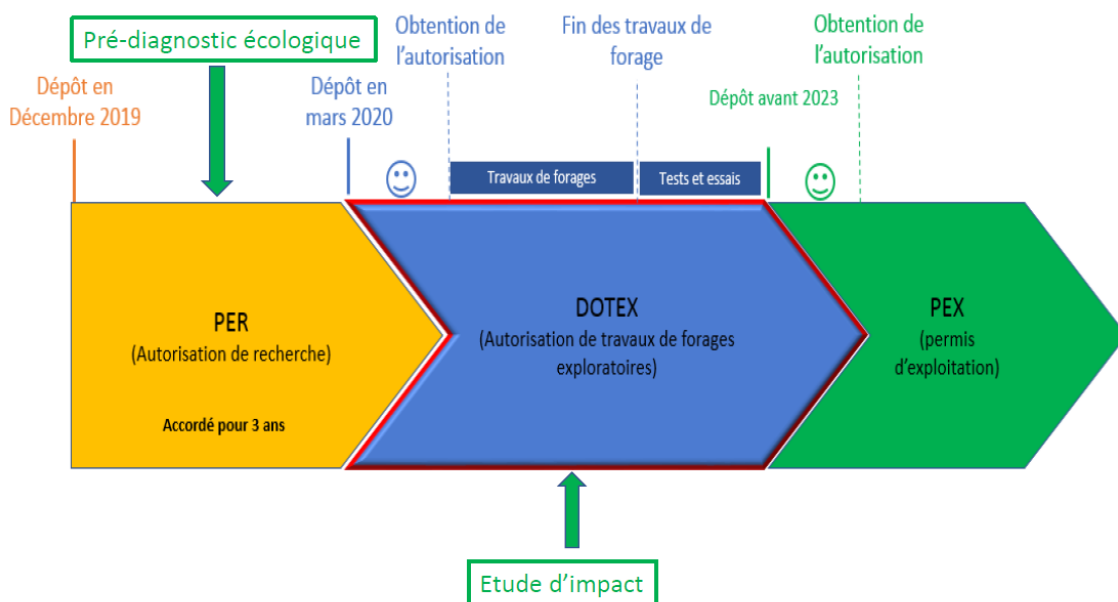 Pré-diagnostic écologique
Obtention de
l'autorisation
Fin des travaux de
forage
Obtention de
l'autorisation
Dépôt en
Décembre 2019
Dépôt en
mars 2020
Dépôt avant 2023
Travaux de forages
Tests et essais
PER
(Autorisation de recherche)
Accordé pour 3 ans
DOTEX
(Autorisation de travaux de forages
exploratoires)
PEX
(permis
d'exploitation)
Etude d'impact